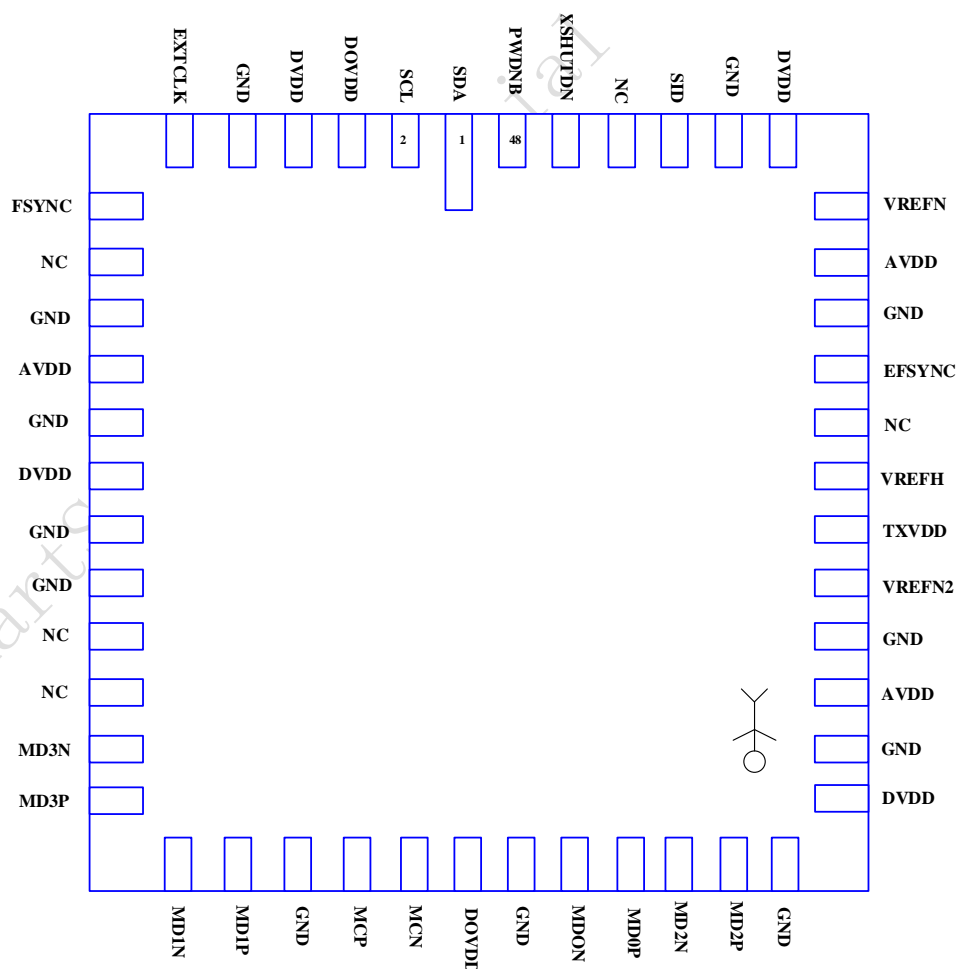 EXTCLK
GND
DVDD
DOVDD
SCL
SDA
PWDNB
XSHUTDN
NC
SID
GND
DVDD
2
1
48
FSYNC
NC
GND
AVDD
GND
DVDD
GND
GND
NC
NC
MD3N
MD3P
VREFN
AVDD
GND
EFSYNC
NC
VREFH
TXVDD
VREFN2
GND
AVDD
GND
DVDD
MD1N
MD1P
GND
MCP
MCN
DOVDD
GND
MDON
MD0P
MD2N
MD2P
GND